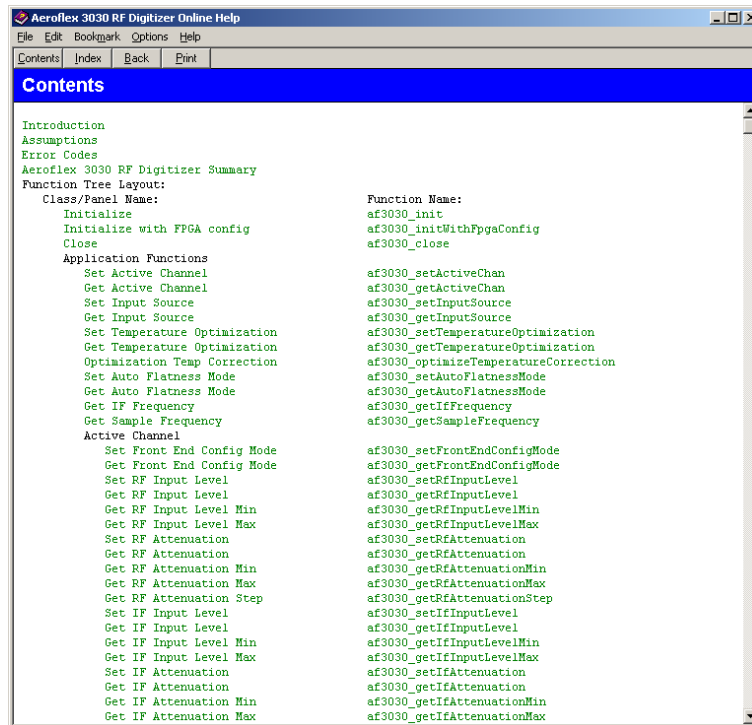 Aeroflex 3030 RF Digitizer Online Help
File Edit Bookmark Options Help
Contents Index Back Print
Contents
Introduction
Assumptions
Error Codes
Aeroflex 3030 RF Digitizer Summary
Function Tree Layout:
Class/Panel Name: Function Name:
Initialize af3030_init
Initialize with FPGA config af3030_initWithFpgaConfig
Close af3030_close
Application Functions
Set Active Channel af3030_setActiveChan
Get Active Channel af3030_getActiveChan
Set Input Source af3030_setInputSource
Get Input Source af3030_getInputSource
Set Temperature Optimization af3030_setTemperatureOptimization
Get Temperature Optimization af3030_getTemperatureOptimization
Optimization Temp Correction af3030_optimizeTemperatureCorrection
Set Auto Flatness Mode af3030_setAutoFlatnessMode
Get Auto Flatness Mode af3030_getAutoFlatnessMode
Get IF Frequency af3030_getIfFrequency
Get Sample Frequency af3030_getSampleFrequency
Active Channel
Set Front End Config Mode af3030_setFrontEndConfigMode
Get Front End Config Mode af3030_getFrontEndConfigMode
Set RF Input Level af3030_setRfInputLevel
Get RF Input Level af3030_getRfInputLevel
Get RF Input Level Min af3030_getRfInputLevelMin
Get RF Input Level Max af3030_getRfInputLevelMax
Set RF Attenuation af3030_setRfAttenuation
Get RF Attenuation af3030_getRfAttenuation
Get RF Attenuation Min af3030_getRfAttenuationMin
Get RF Attenuation Max af3030_getRfAttenuationMax
Get RF Attenuation Step af3030_getRfAttenuationStep
Set IF Input Level af3030_setIfInputLevel
Get IF Input Level af3030_getIfInputLevel
Get IF Input Level Min af3030_getIfInputLevelMin
Get IF Input Level Max af3030_getIfInputLevelMax
Set IF Attenuation af3030_setIfAttenuation
Get IF Attenuation af3030_getIfAttenuation
Get IF Attenuation Min af3030_getIfAttenuationMin
Get IF Attenuation Max af3030_getIfAttenuationMax